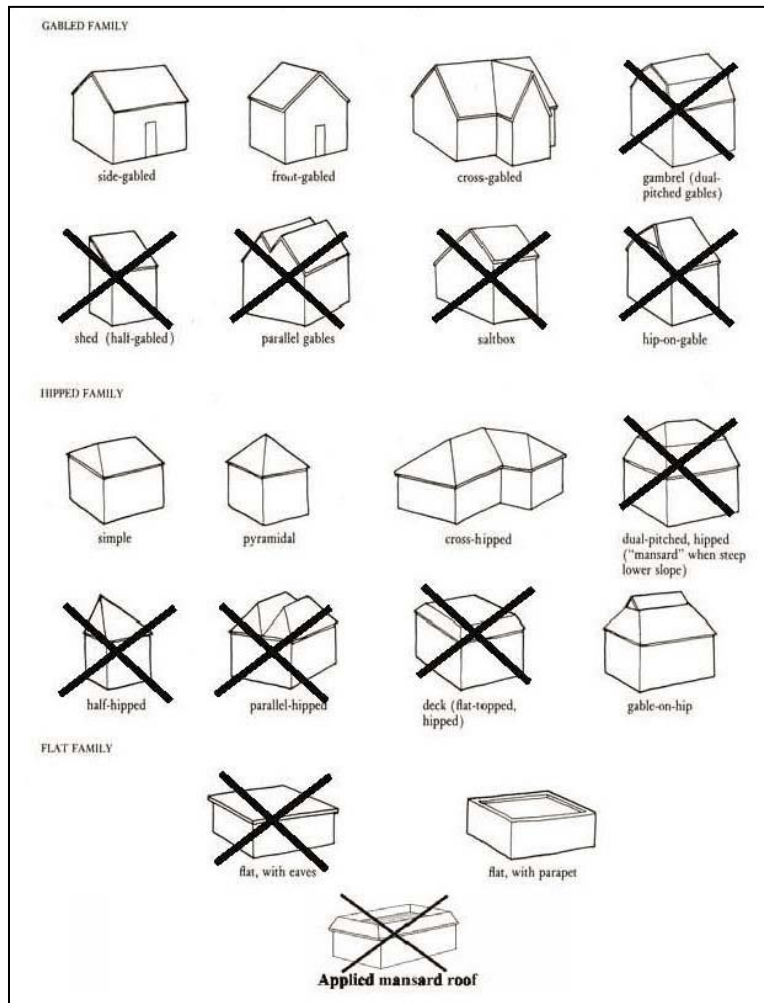 GABLED FAMILY
side-gabled
front-gabled
cross-gabled
gambrel (dual-
pitched gables)
shed (half-gabled)
parallel gables
saltbox
hip-on-gable
HIPPED FAMILY
simple
pyramidal
cross-hipped
dual-pitched, hipped
("mansard" when steep
lower slope)
half-hipped
parallel-hipped
deck (flat-topped,
hipped)
gable-on-hip
FLAT FAMILY
flat, with eaves
flat, with parapet
Applied mansard roof